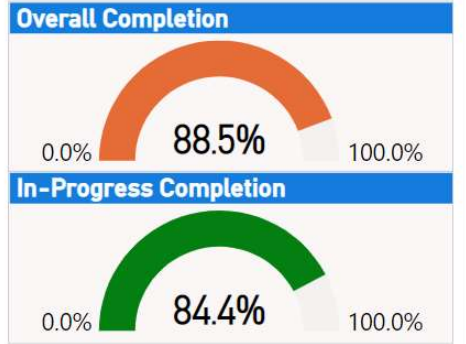 Overall Completion
88.5%
0.0% 100.0%
In-Progress Completion
84.4%
0.0% 100.0%